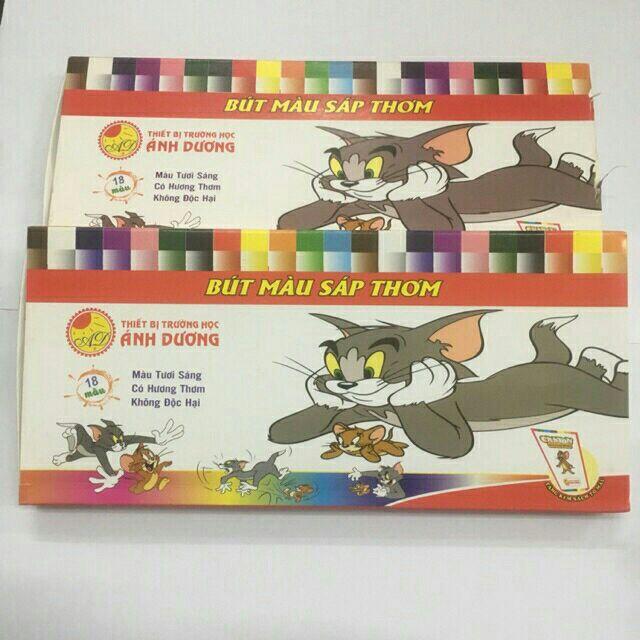 BÚT MÀU SÁP THƠM
THIẾT BỊ TRƯỜNG HỌC
ÁNH DƯƠNG
AD
18
màu
Màu Tươi Sáng
Có Hương Thơm
Không Độc Hại
BÚT MÀU SÁP THƠM
THIẾT BỊ TRƯỜNG HỌC
ÁNH DƯƠNG
AD
18
màu
Màu Tươi Sáng
Có Hương Thơm
Không Độc Hại
CRAYON